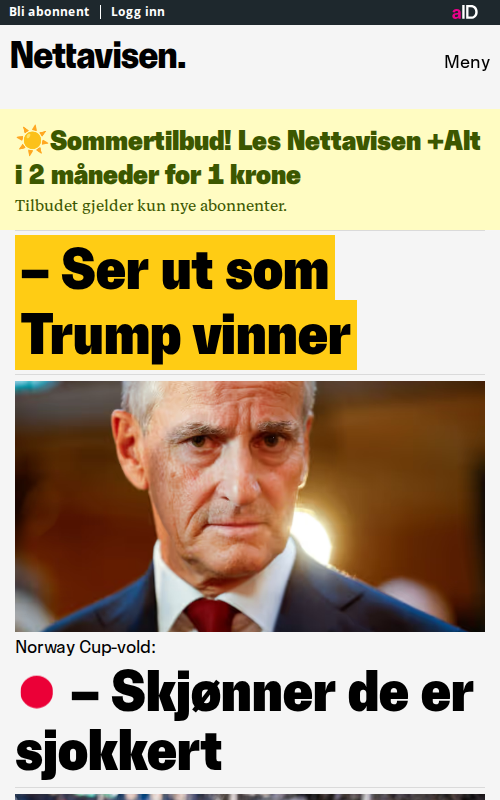 Bli abonnent | Logg inn
aID
Nettavisen.
Meny
☀️Sommertilbud! Les Nettavisen +Alt
i 2 måneder for 1 krone
Tilbudet gjelder kun nye abonnenter.
– Ser ut som
Trump vinner
Norway Cup-vold:
– Skjønner de er
sjokkert